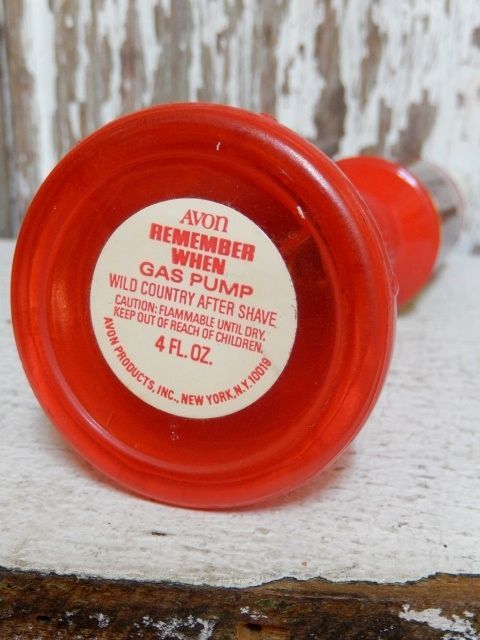 AVON
REMEMBER
WHEN
GAS PUMP
WILD COUNTRY AFTER SHAVE
CAUTION: FLAMMABLE UNTIL DRY.
KEEP OUT OF REACH OF CHILDREN.
4 FL. OZ.
AVON PRODUCTS, INC., NEW YORK, N.Y. 10019